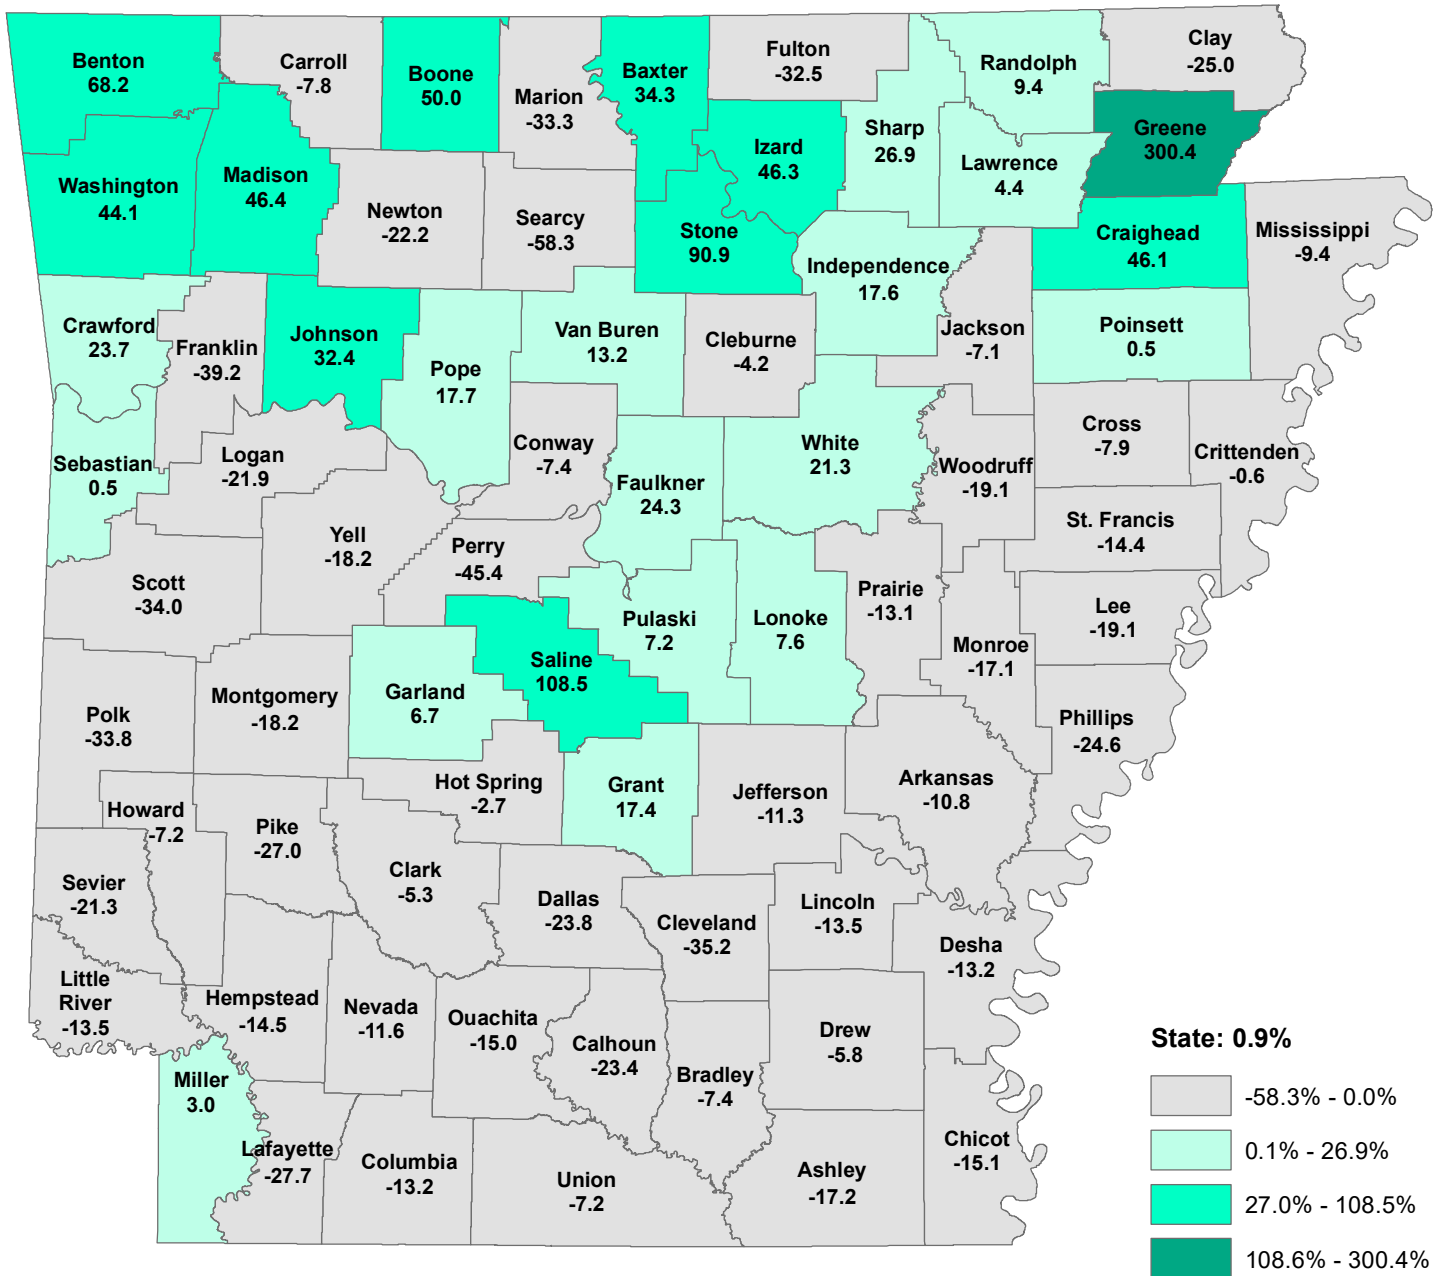 Benton
68.2
Carroll
-7.8
Boone
50.0
Marion
-33.3
Baxter
34.3
Fulton
-32.5
Randolph
9.4
Clay
-25.0
Washington
44.1
Madison
46.4
Newton
-22.2
Searcy
-58.3
Stone
90.9
Izard
46.3
Sharp
26.9
Lawrence
4.4
Greene
300.4
Craighead
46.1
Mississippi
-9.4
Crawford
23.7
Franklin
-39.2
Johnson
32.4
Pope
17.7
Van Buren
13.2
Cleburne
-4.2
Independence
17.6
Jackson
-7.1
Poinsett
0.5
Sebastian
0.5
Logan
-21.9
Conway
-7.4
Faulkner
24.3
White
21.3
Woodruff
-19.1
Cross
-7.9
Crittenden
-0.6
Scott
-34.0
Yell
-18.2
Perry
-45.4
Pulaski
7.2
Lonoke
7.6
Prairie
-13.1
Monroe
-17.1
St. Francis
-14.4
Lee
-19.1
Polk
-33.8
Montgomery
-18.2
Garland
6.7
Saline
108.5
Phillips
-24.6
Howard
-7.2
Pike
-27.0
Hot Spring
-2.7
Grant
17.4
Jefferson
-11.3
Arkansas
-10.8
Sevier
-21.3
Clark
-5.3
Dallas
-23.8
Cleveland
-35.2
Lincoln
-13.5
Desha
-13.2
Little
River
-13.5
Hempstead
-14.5
Nevada
-11.6
Ouachita
-15.0
Calhoun
-23.4
Bradley
-7.4
Drew
-5.8
Miller
3.0
Lafayette
-27.7
Columbia
-13.2
Union
-7.2
Ashley
-17.2
Chicot
-15.1
State: 0.9%
-58.3% - 0.0%
0.1% - 26.9%
27.0% - 108.5%
108.6% - 300.4%